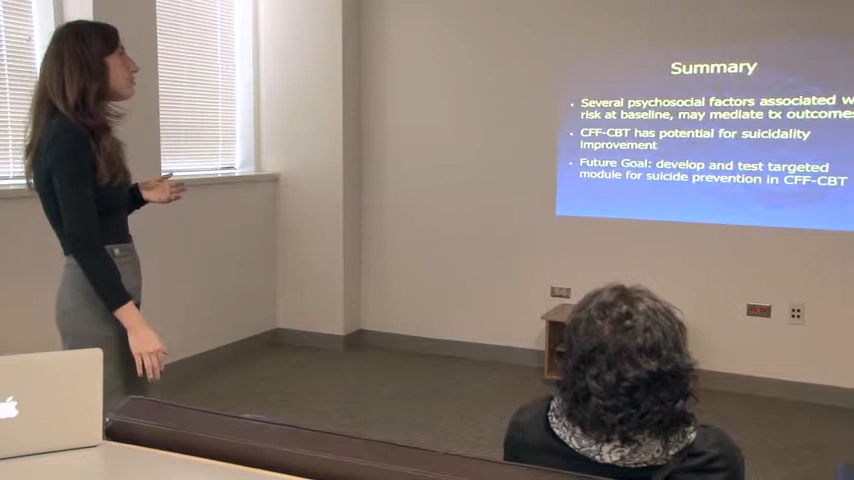 Summary
• Several psychosocial factors associated w
risk at baseline, may mediate tx outcomes
• CFF-CBT has potential for suicidality
improvement
• Future Goal: develop and test targeted
module for suicide prevention in CFF-CBT